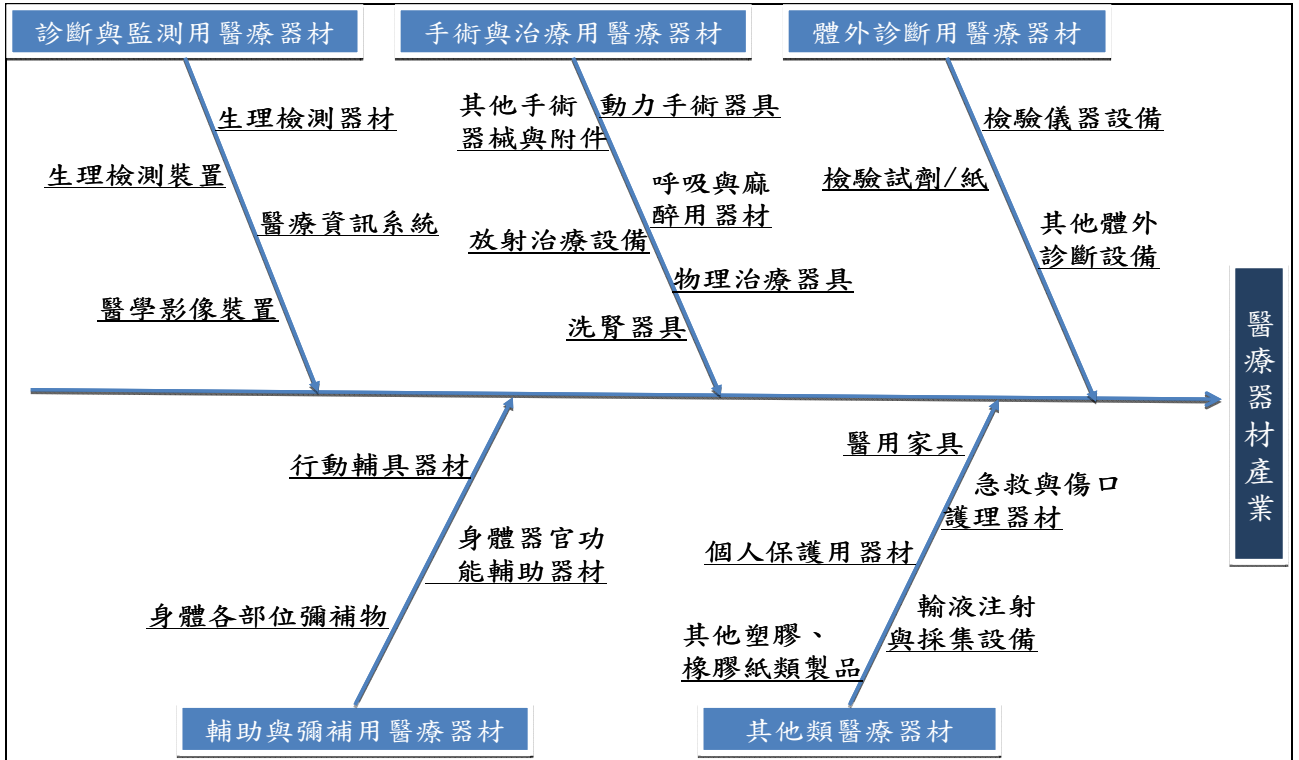 診斷與監測用醫療器材
手術與治療用醫療器材
體外診斷用醫療器材
生理檢測器材
生理檢測裝置
醫療資訊系統
醫學影像裝置
其他手術
器械與附件
動力手術器具
呼吸與麻
醉用器材
放射治療設備
物理治療器具
洗腎器具
檢驗儀器設備
檢驗試劑/紙
其他體外
診斷設備
醫療器材產業
行動輔具器材
身體器官功
能輔助器材
身體各部位彌補物
醫用家具
急救與傷口
護理器材
個人保護用器材
輸液注射
與採集設備
其他塑膠、
橡膠紙類製品
輔助與彌補用醫療器材
其他類醫療器材